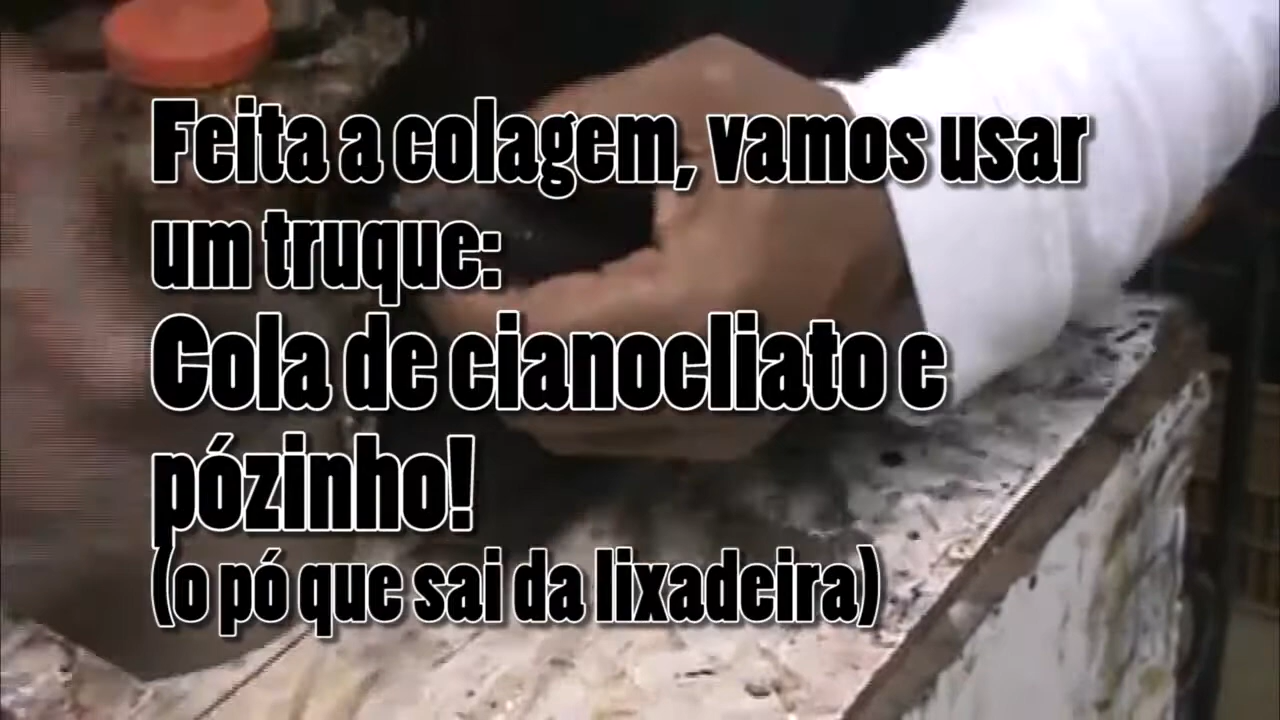 Feita a colagem, vamos usar
um truque:
Cola de cianocliato e
pózinho!
(o pó que sai da lixadeira)